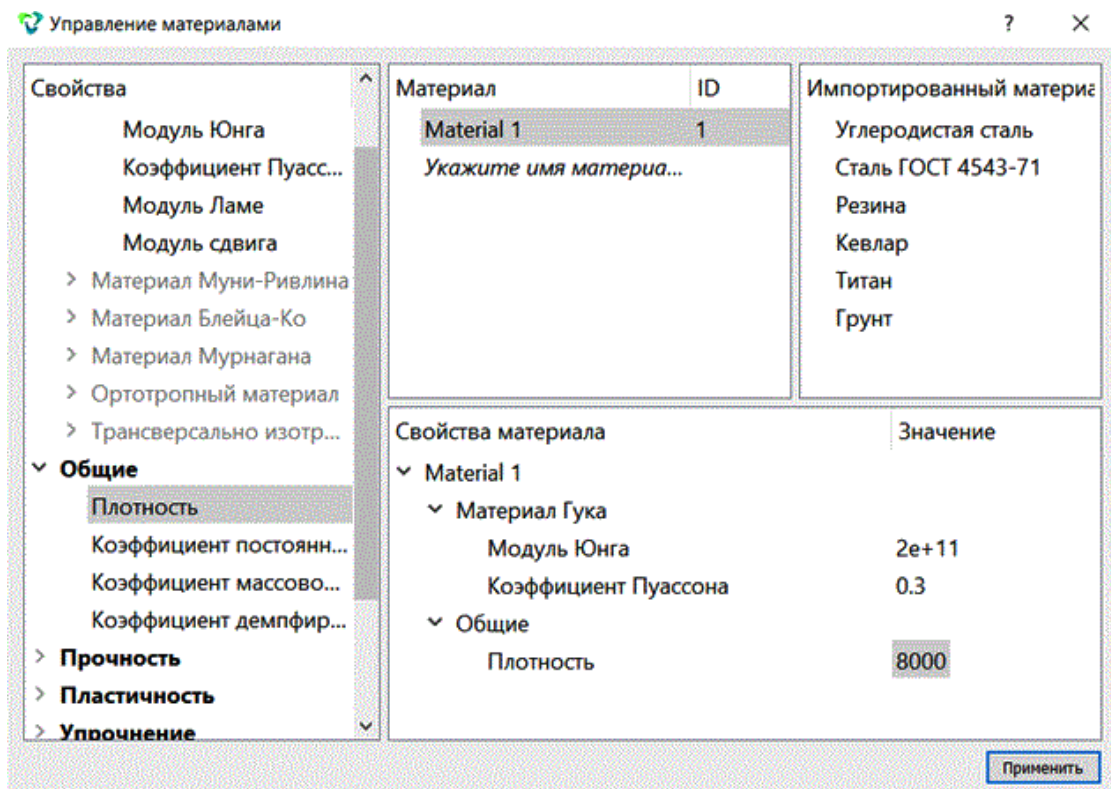 Управление материалами
?
Свойства
Модуль Юнга
Коэффициент Пуасс...
Модуль Ламе
Модуль сдвига
Материал Муни-Ривлина
Материал Блейца-Ко
Материал Мурнагана
Ортотропный материал
Трансверсально изотр...
Общие
Плотность
Коэффициент постоянн...
Коэффициент массово...
Коэффициент демпфир...
Прочность
Пластичность
Упрочнение
Материал ID
Material 1 1
Укажите имя материа...
Импортированный материа
Углеродистая сталь
Сталь ГОСТ 4543-71
Резина
Кевлар
Титан
Грунт
Свойства материала Значение
Material 1
Материал Гука
Модуль Юнга 2e+11
Коэффициент Пуассона 0.3
Общие
Плотность 8000
Применить